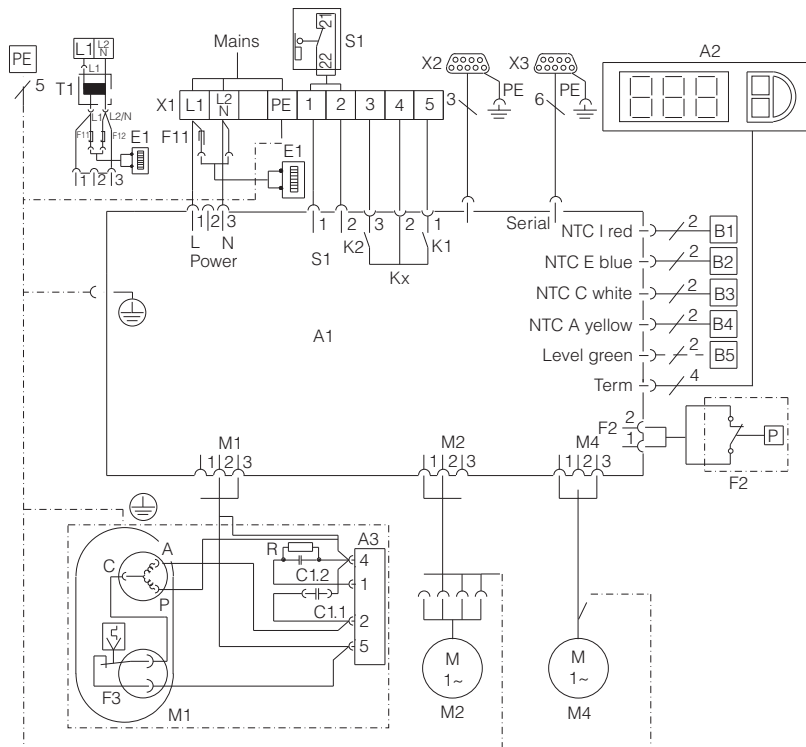 Mains
21
22
S1
X2
X3
A2
L1
L2
N
PE
5
L1
T1
L1
L2/N
F11
F12
E1
1
2
3
PE
PE
3
6
X1
L1
L2
N
PE
1
2
3
4
5
F11
E1
1
2
3
L
N
Power
1
2
S1
3
2
1
K2
K1
Kx
Serial
NTC I red
2
B1
NTC E blue
2
B2
NTC C white
2
B3
NTC A yellow
2
B4
Level green
2
B5
Term
4
A1
F2
2
1
P
F2
M1
1
2
3
M2
1
2
3
M4
1
2
3
A3
R
4
C1.2
1
C1.1
2
5
A
C
P
F3
M1
M
1~
M2
M
1~
M4